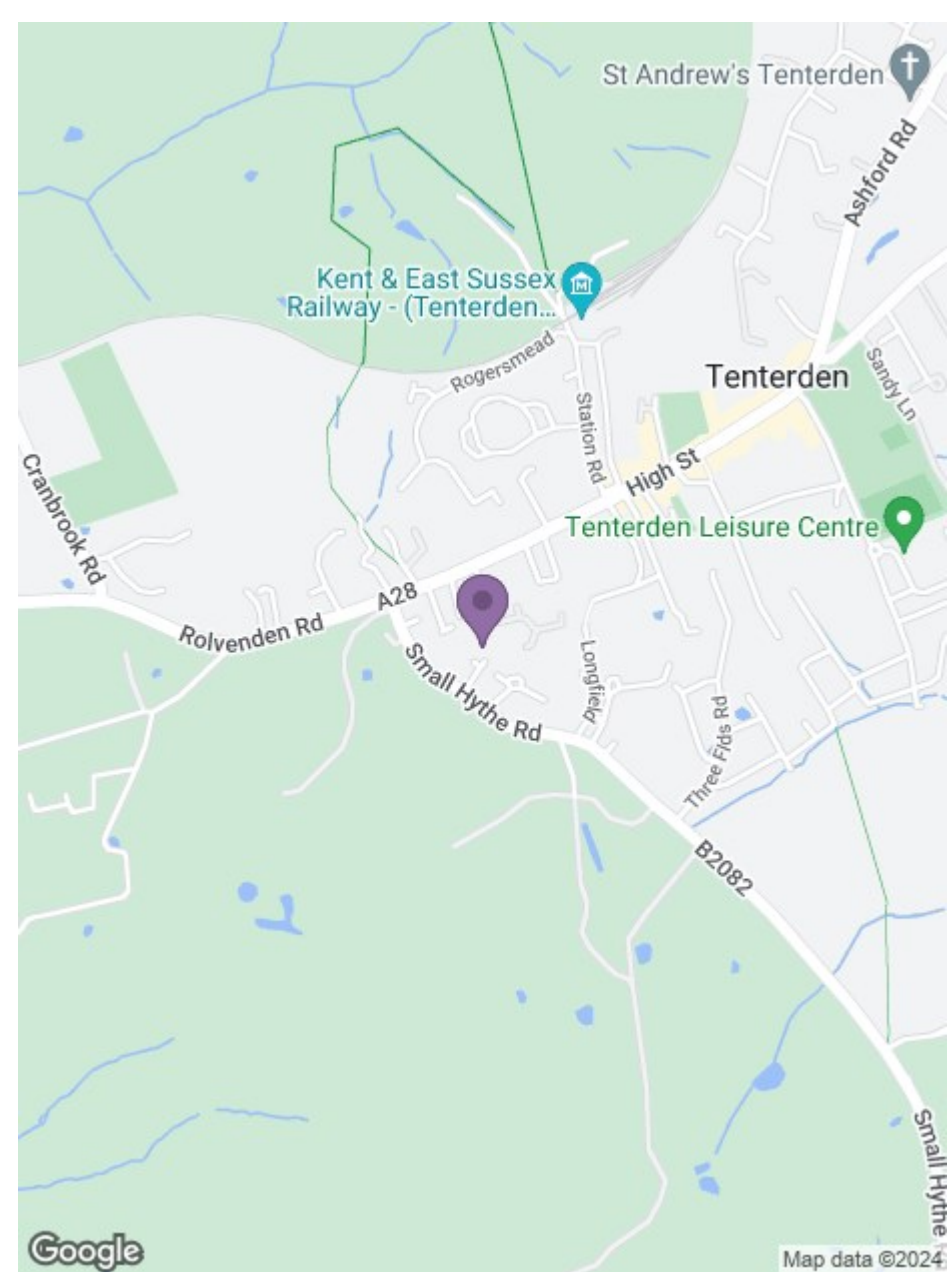 St Andrew's Tenterden
Ashford Rd
Kent & East Sussex
Railway - (Tenterden...
Rogersmead
Tenterden
Sandy Ln
Station Rd
High St
Cranbrook Rd
Tenterden Leisure Centre
A28
Rolvenden Rd
Small Hythe Rd
Longfield
Three Flds Rd
B2082
Small Hythe
Google
Map data ©2024